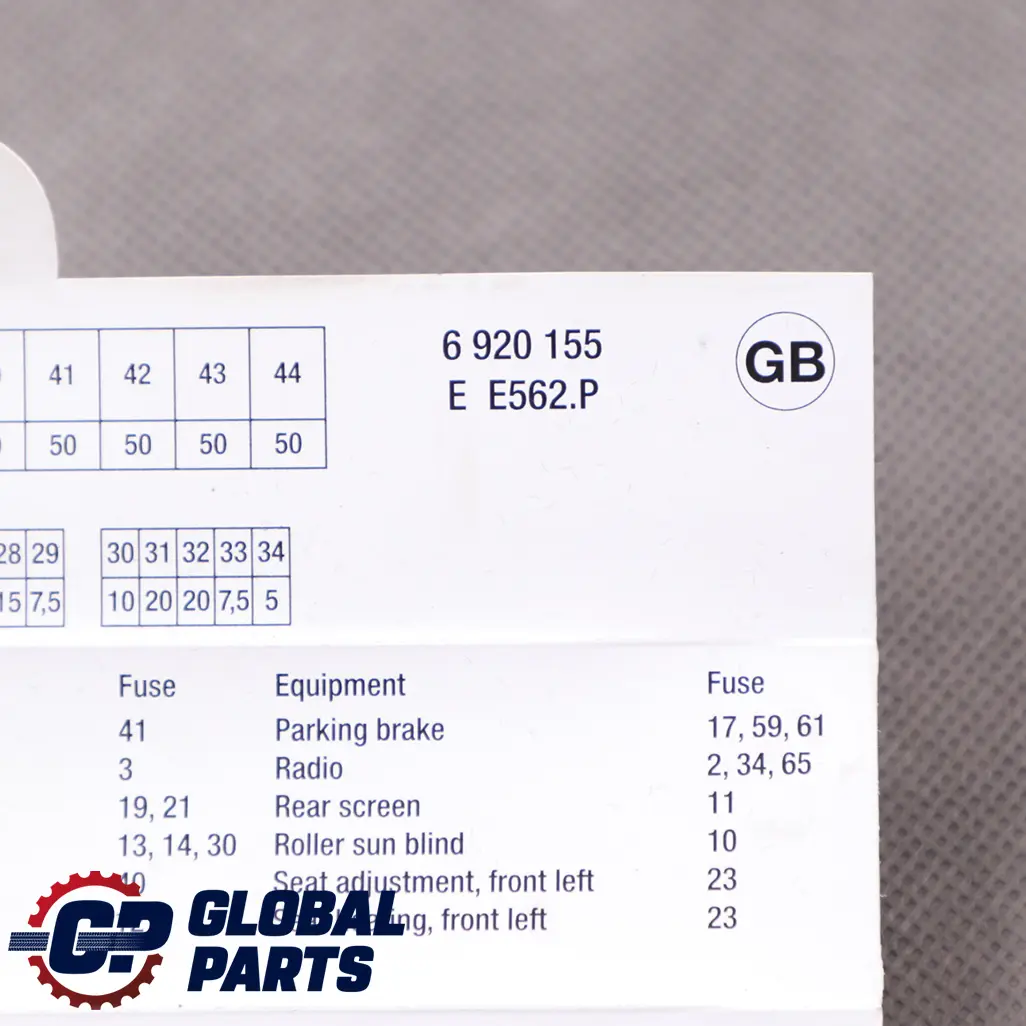 6 920 155
GB
E E562.P
41 42 43 44
50 50 50 50
28 29 30 31 32 33 34
15 7,5 10 20 20 7,5 5
Fuse Equipment Fuse
41 Parking brake 17, 59, 61
3 Radio 2, 34, 65
19, 21 Rear screen 11
13, 14, 30 Roller sun blind 10
Seat adjustment, front left 23
front left 23
GP GLOBAL
PARTS